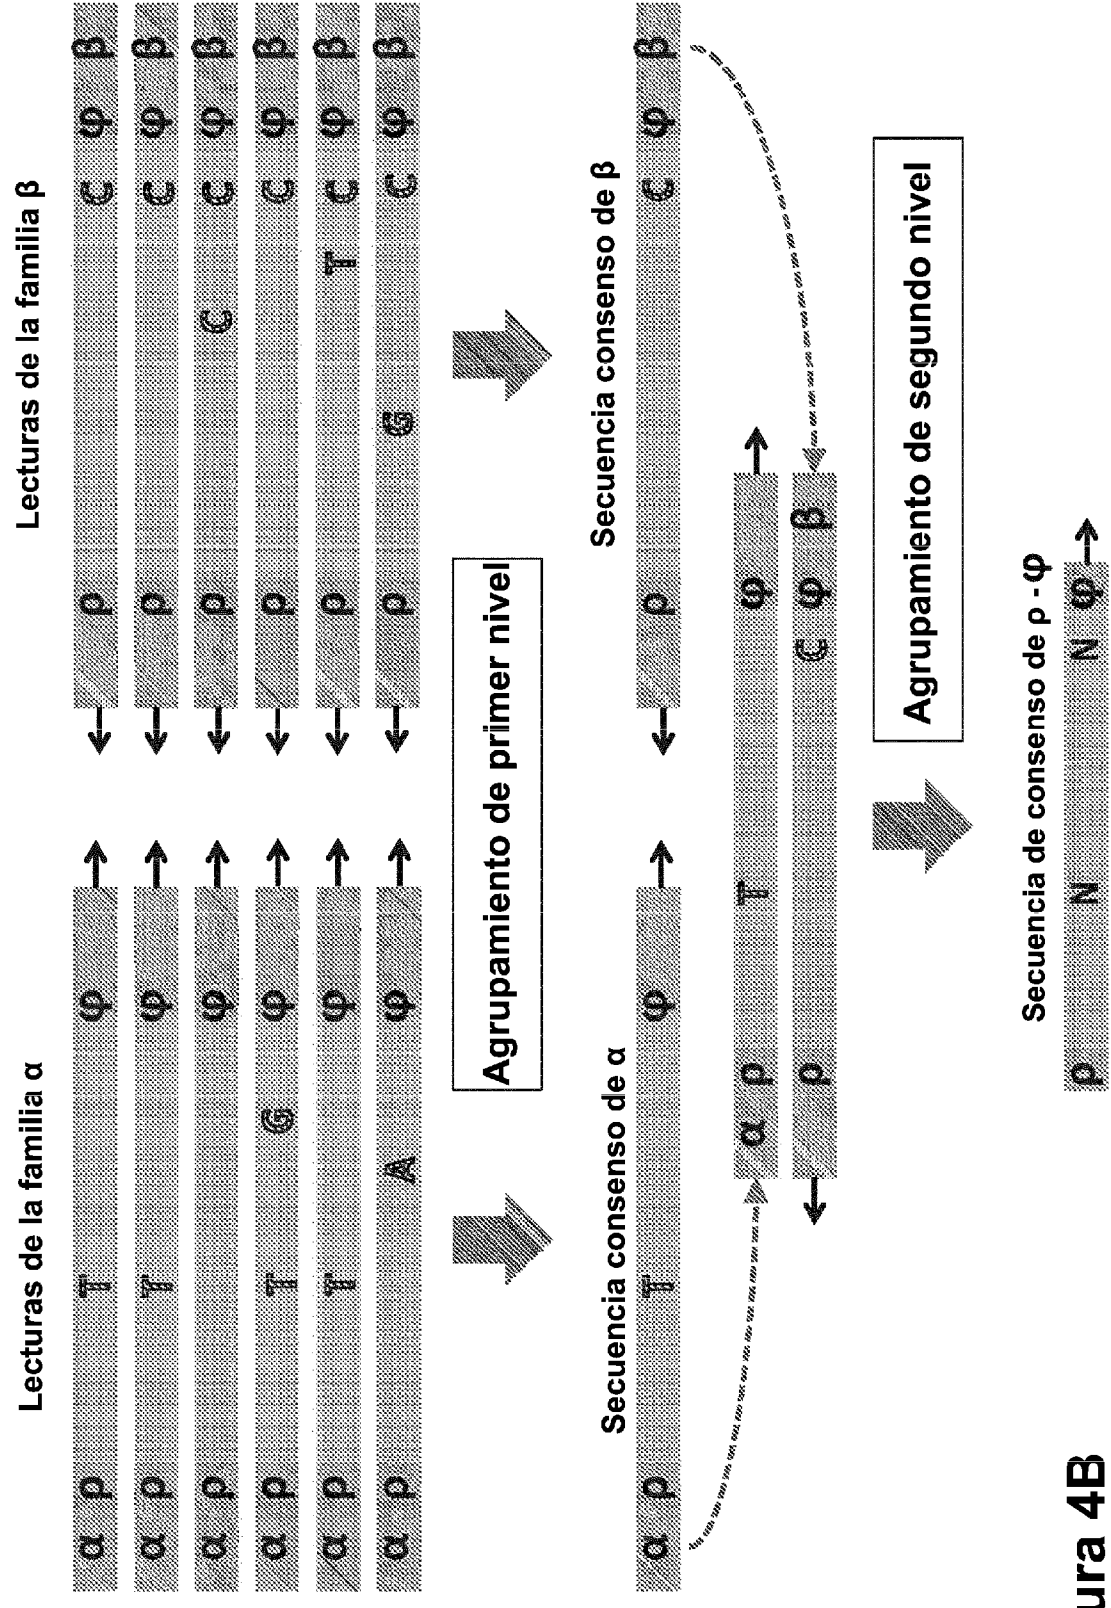 Lecturas de la familia α
Lecturas de la familia β
α ρ T φ
ρ C φ β
α ρ T φ
ρ C φ β
α ρ φ
ρ C C φ β
α ρ T G φ
ρ C φ β
α ρ T φ
ρ T C φ β
α ρ A φ
ρ G C φ β
Agrupamiento de primer nivel
Secuencia consenso de α
Secuencia consenso de β
α ρ T φ
ρ C φ β
α ρ T φ
ρ C φ β
Agrupamiento de segundo nivel
Secuencia de consenso de ρ - φ
ρ N N φ
ura 4B